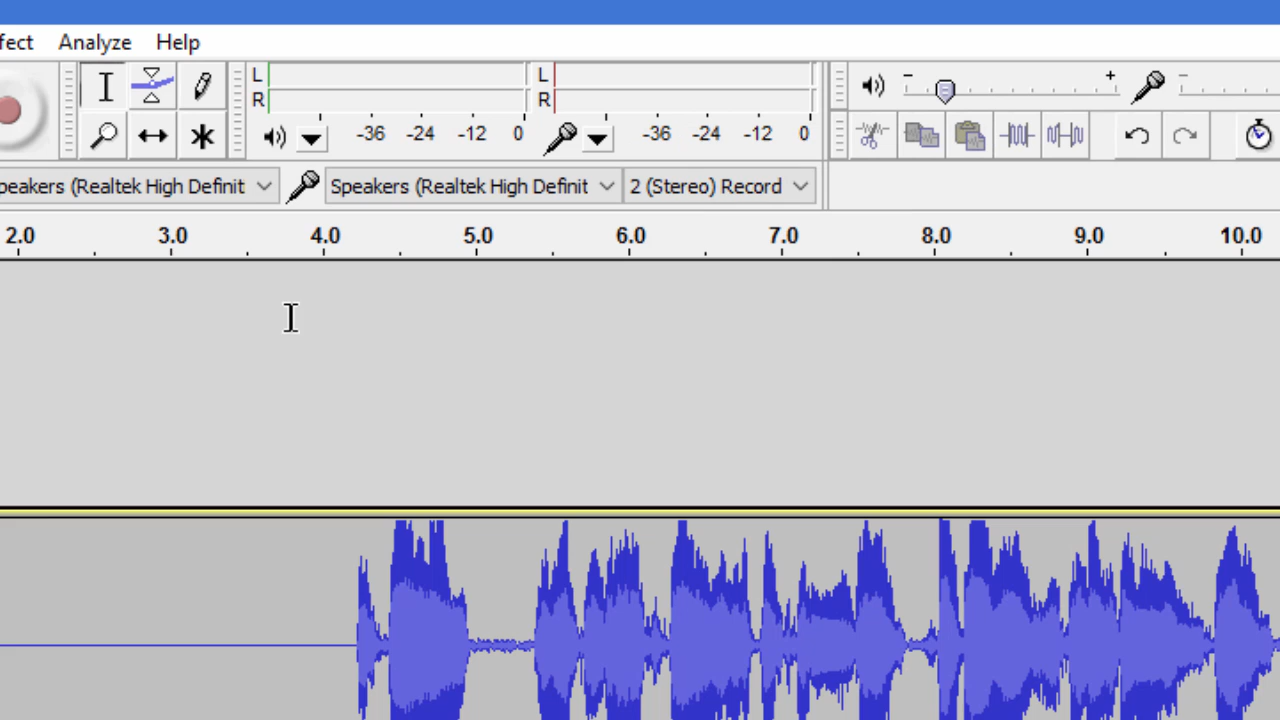 fect Analyze Help
L L
R R
- + -
-36 -24 -12 0 -36 -24 -12 0
peakers (Realtek High Definit Speakers (Realtek High Definit 2 (Stereo) Record
2.0 3.0 4.0 5.0 6.0 7.0 8.0 9.0 10.0